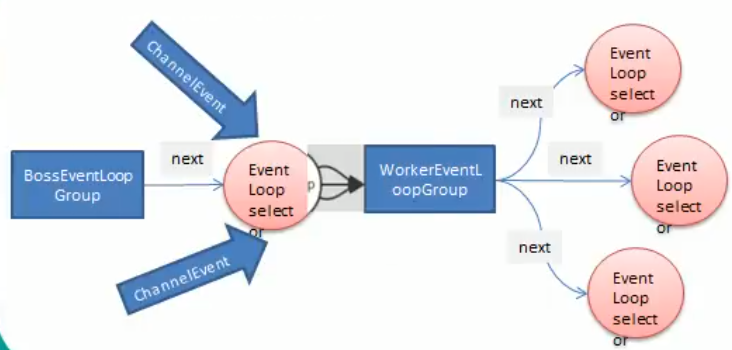 ChannelEvent
BossEventLoop
Group
next
Event
Loop
select
or
p
ChannelEvent
WorkerEventL
oopGroup
next
Event
Loop
select
or
next
Event
Loop
select
or
next
Event
Loop
select
or